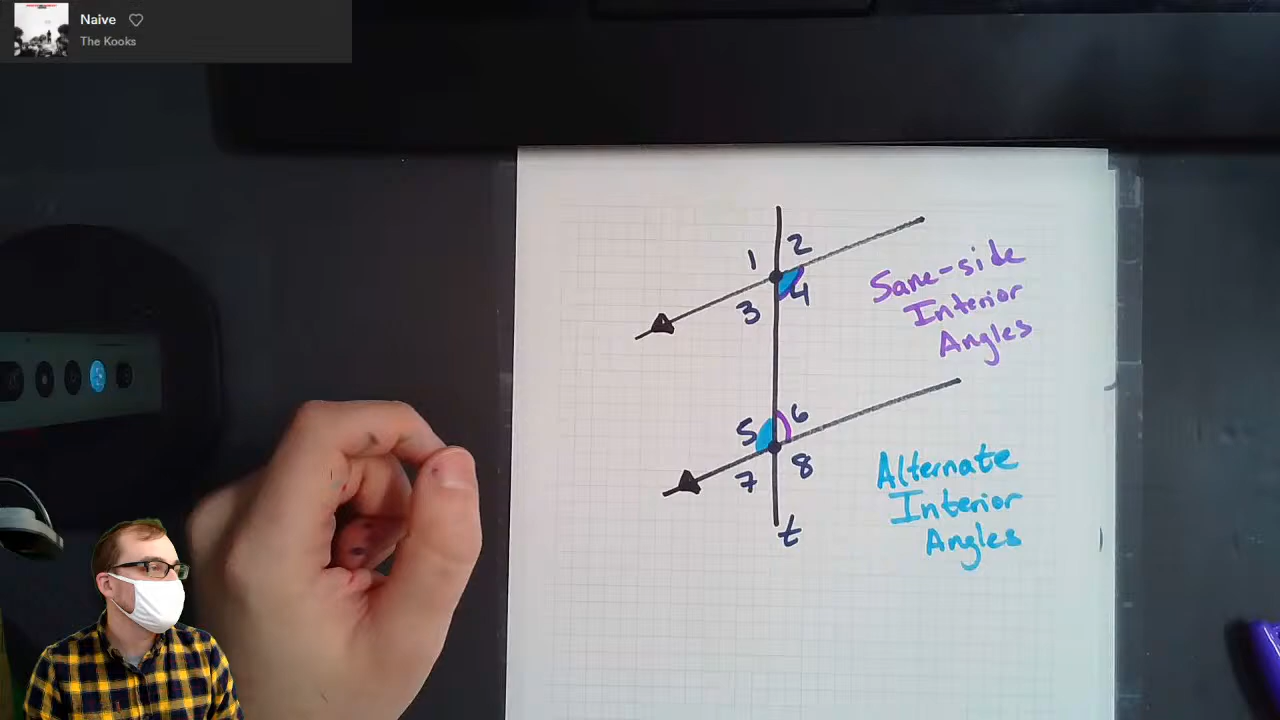 Naive
The Kooks
1 2
3 4
5 6
7 8
t
Same-side
Interior
Angles
Alternate
Interior
Angles